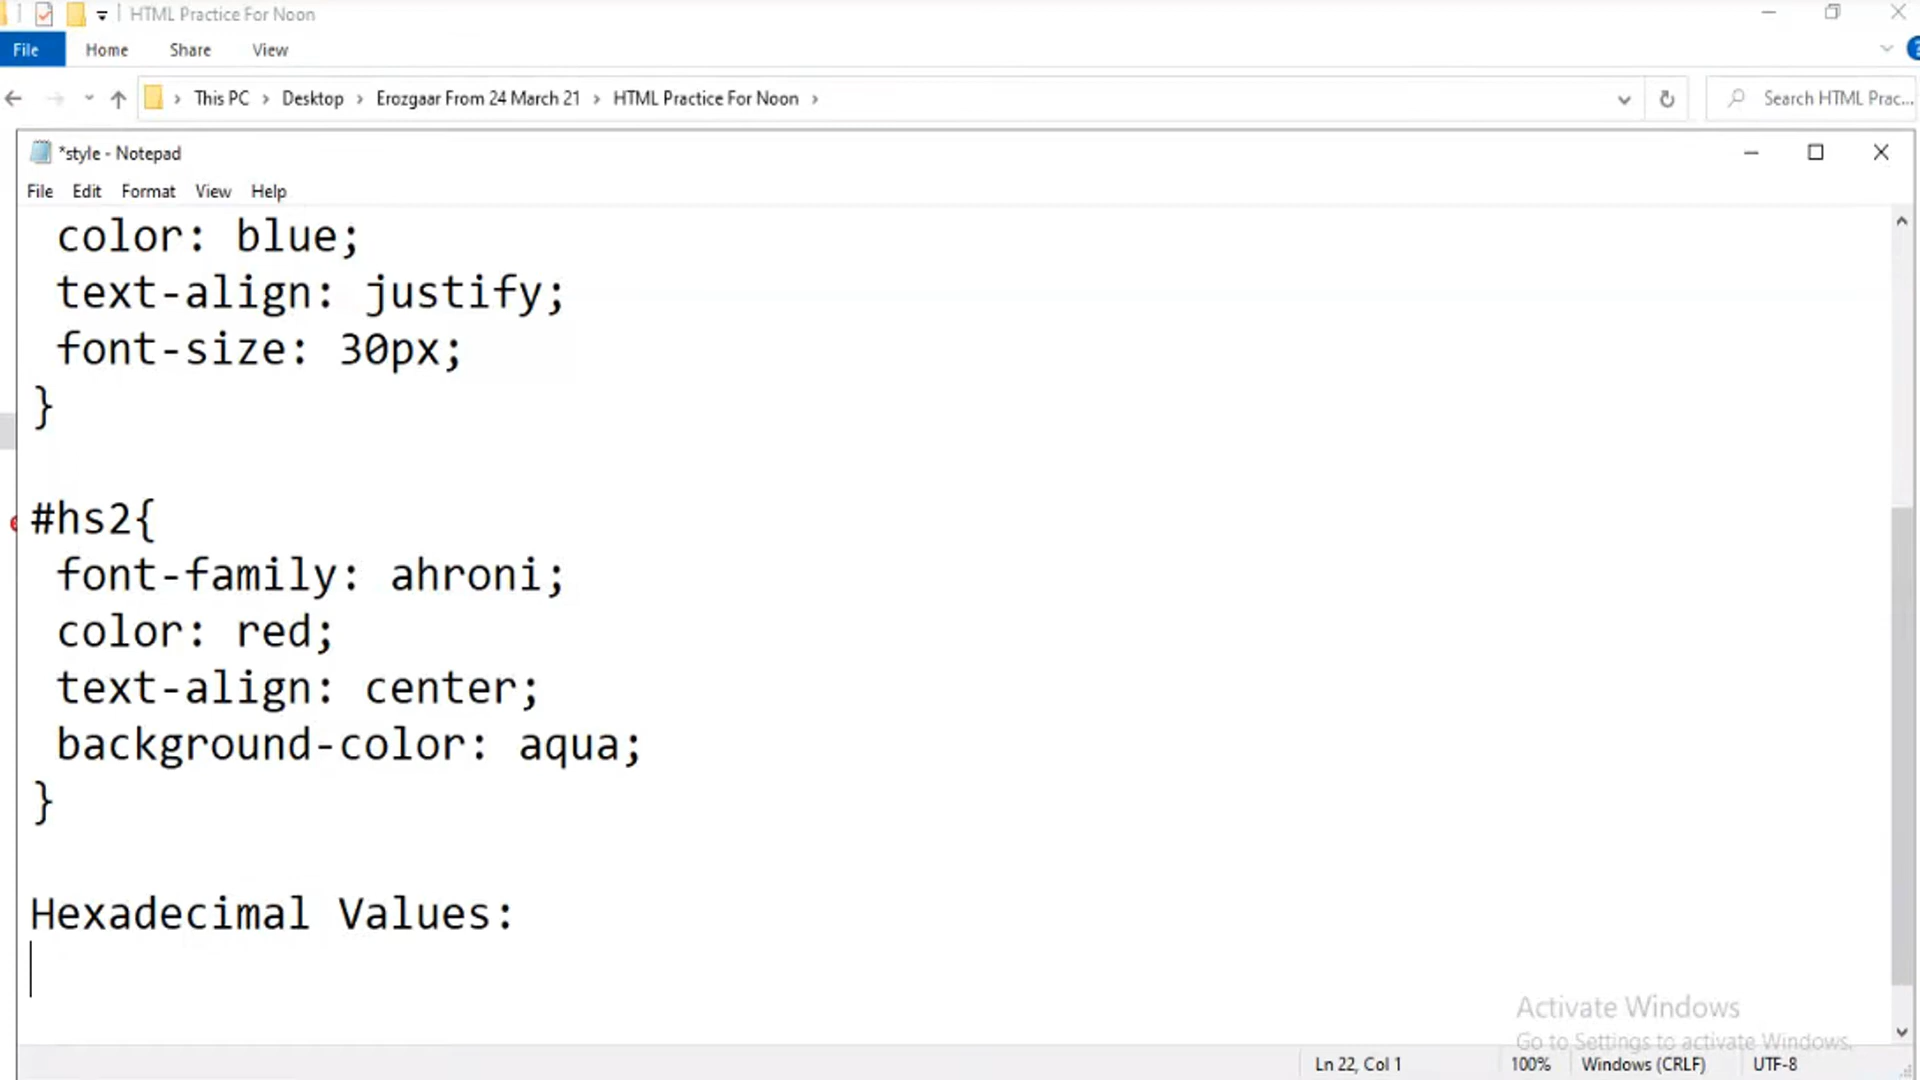 HTML Practice For Noon
File Home Share View
This PC Desktop Erozgaar From 24 March 21 HTML Practice For Noon Search HTML Prac...
*style - Notepad
File Edit Format View Help
color: blue;
text-align: justify;
font-size: 30px;
}
#hs2{
font-family: ahroni;
color: red;
text-align: center;
background-color: aqua;
}
Hexadecimal Values:
Activate Windows
Go to Settings to activate Windows.
Ln 22, Col 1 100% Windows (CRLF) UTF-8